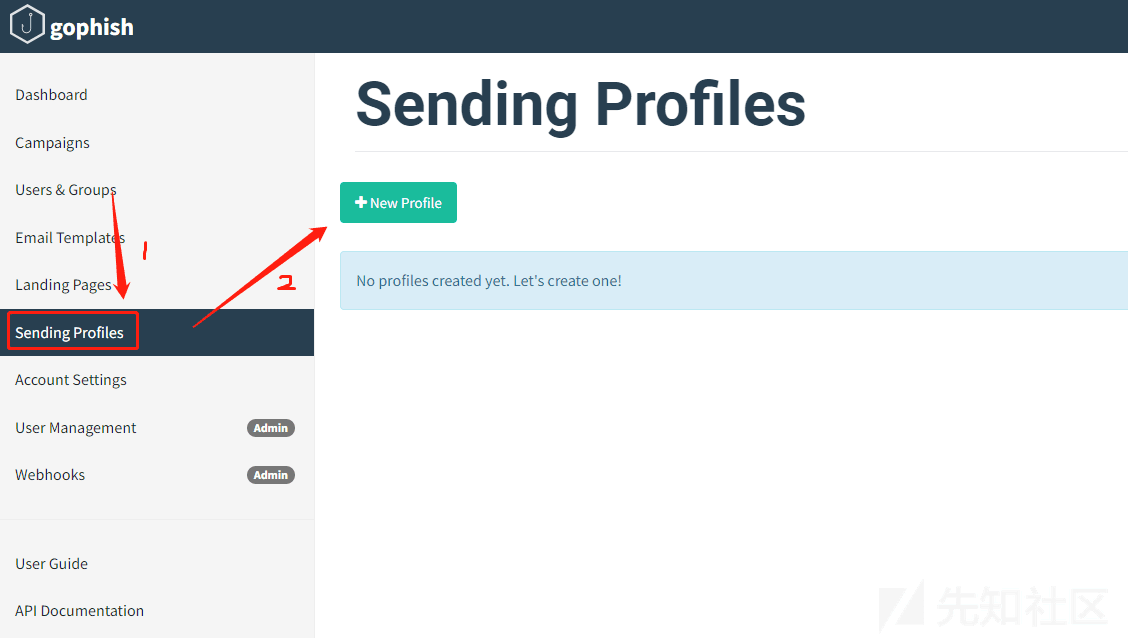 gophish
Dashboard
Campaigns
Users & Groups
Email Templates
Landing Pages
Sending Profiles
Account Settings
User Management Admin
Webhooks Admin
User Guide
API Documentation
Sending Profiles
New Profile
No profiles created yet. Let's create one!
1
2
先知社区